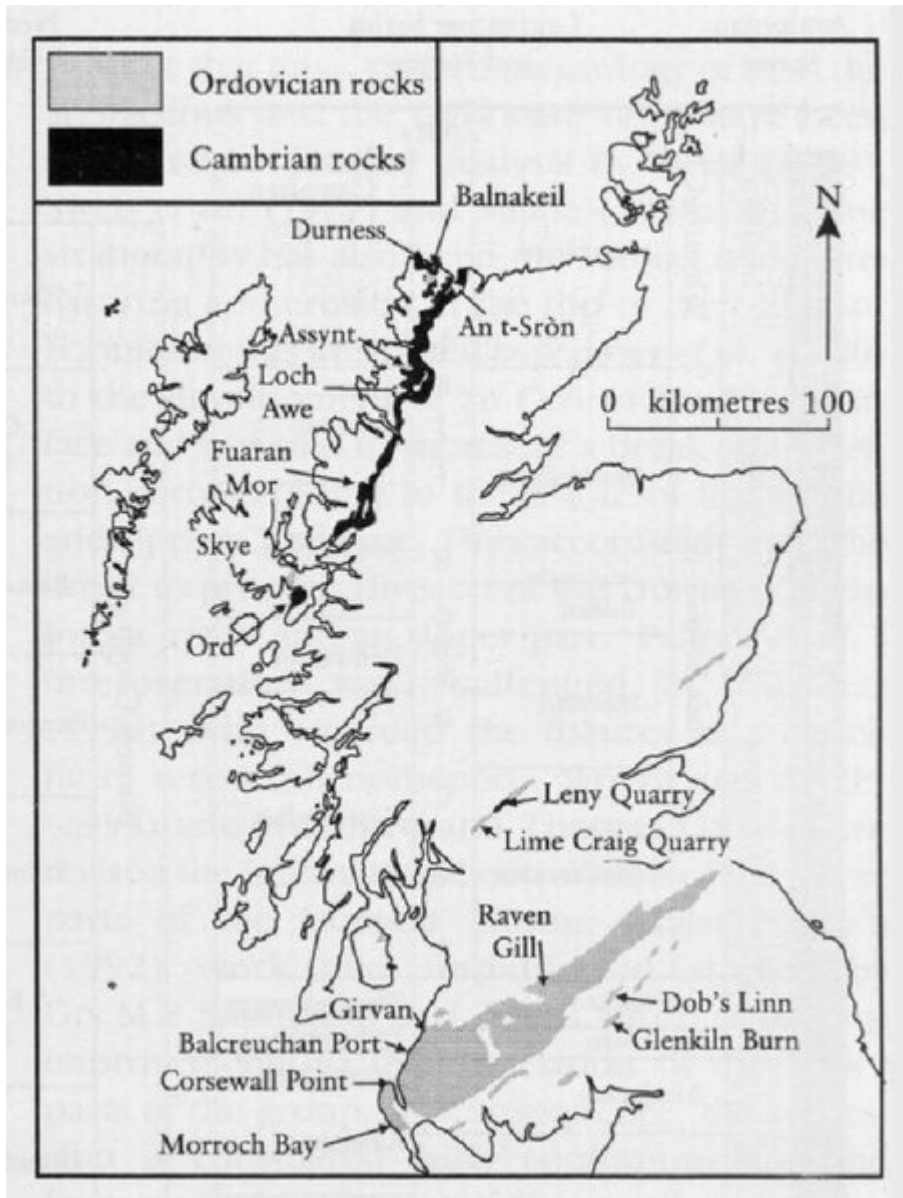 Ordovician rocks
Cambrian rocks
Balnakeil
Durness
N
An t-Sròn
Assynt
Loch
Awe
0 kilometres 100
Fuaran
Mor
Skye
Ord
Leny Quarry
Lime Craig Quarry
Raven
Gill
Dob's Linn
Girvan
Glenkiln Burn
Balcreuchan Port
Corsewall Point
Morroch Bay